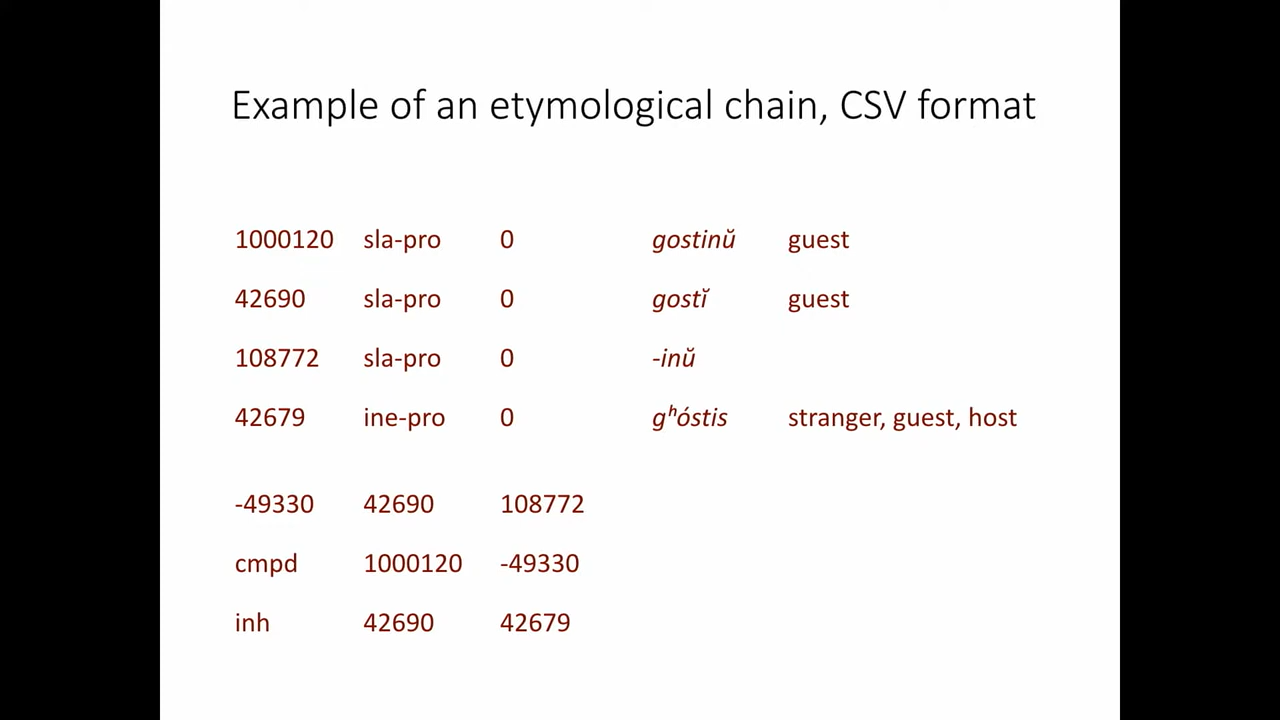 Example of an etymological chain, CSV format
1000120 sla-pro 0 gostinŭ guest
42690 sla-pro 0 gostĭ guest
108772 sla-pro 0 -inŭ
42679 ine-pro 0 gʰóstis stranger, guest, host
-49330 42690 108772
cmpd 1000120 -49330
inh 42690 42679